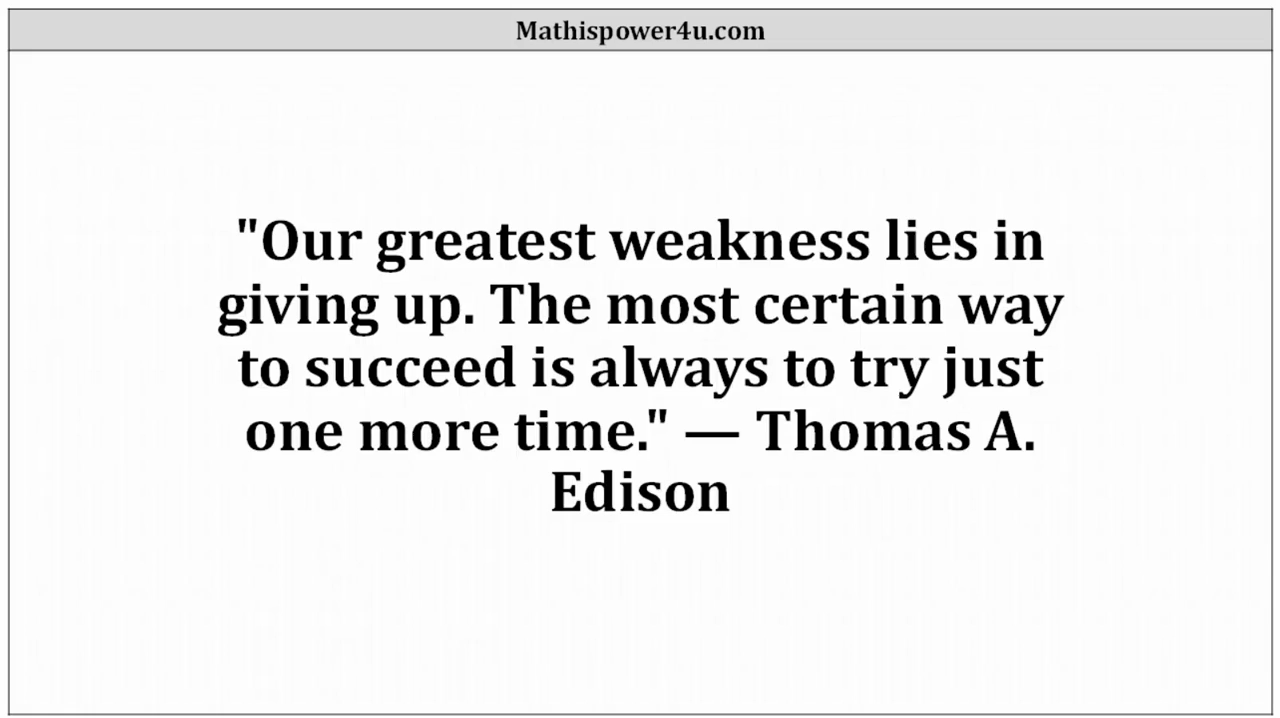 Mathispower4u.com
"Our greatest weakness lies in
giving up. The most certain way
to succeed is always to try just
one more time." — Thomas A.
Edison